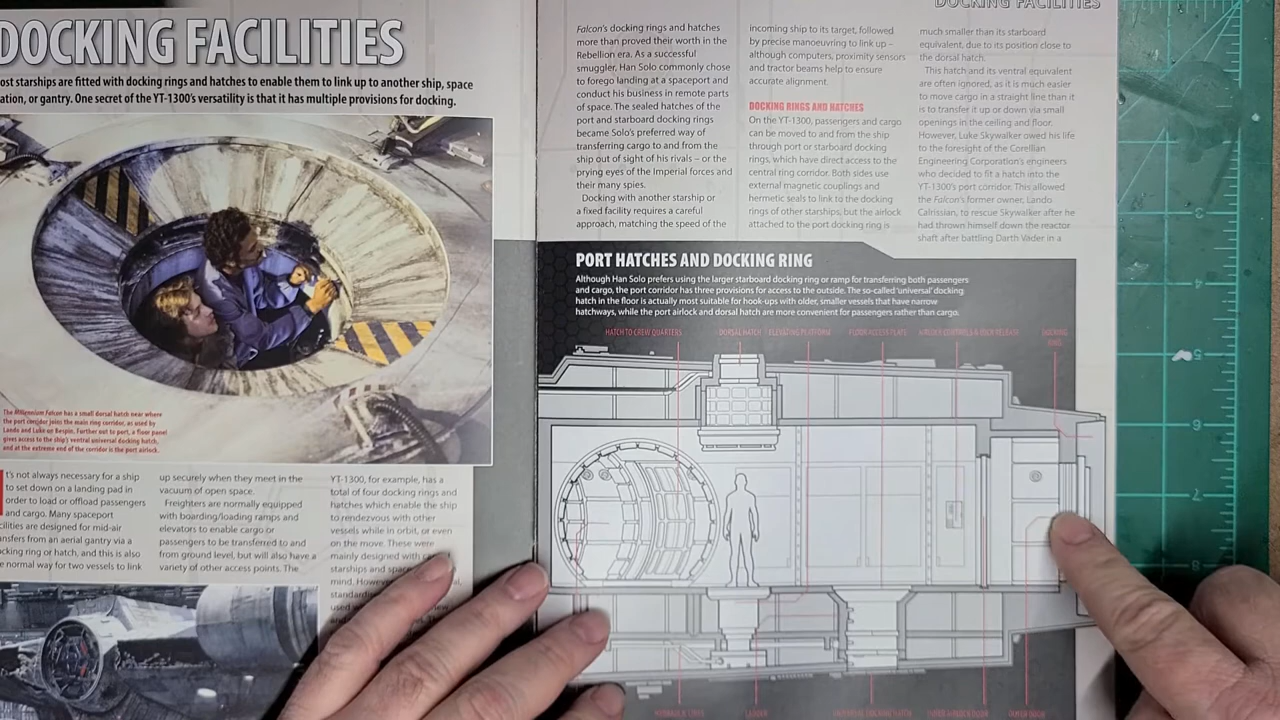 DOCKING FACILITIES
ost starships are fitted with docking rings and hatches to enable them to link up to another ship, space
ation, or gantry. One secret of the YT-1300's versatility is that it has multiple provisions for docking.
The Millennium Falcon has a small dorsal hatch near where
the port corridor joins the main ring corridor, as used by
Lando and Luke on Bespin. Further out to port, a floor panel
gives access to the ship's ventral universal docking hatch,
and at the extreme end of the corridor is the port airlock.
t's not always necessary for a ship
to set down on a landing pad in
order to load or offload passengers
and cargo. Many spaceport
cilities are designed for mid-air
ansfers from an aerial gantry via a
cking ring or hatch, and this is also
e normal way for two vessels to link
up securely when they meet in the
vacuum of open space.
Freighters are normally equipped
with boarding/loading ramps and
elevators to enable cargo or
passengers to be transferred to and
from ground level, but will also have a
variety of other access points. The
YT-1300, for example, has a
total of four docking rings and
hatches which enable the ship
to rendezvous with other
vessels while in orbit, or even
on the move. These were
mainly designed with
starships and space
mind. However
standardi
used
DOCKING FACILITIES
Falcon's docking rings and hatches
more than proved their worth in the
Rebellion era. As a successful
smuggler, Han Solo commonly chose
to forego landing at a spaceport and
conduct his business in remote parts
of space. The sealed hatches of the
port and starboard docking rings
became Solo's preferred way of
transferring cargo to and from the
ship out of sight of his rivals – or the
prying eyes of the Imperial forces and
their many spies.
Docking with another starship or
a fixed facility requires a careful
approach, matching the speed of the
incoming ship to its target, followed
by precise manoeuvring to link up –
although computers, proximity sensors
and tractor beams help to ensure
accurate alignment.
DOCKING RINGS AND HATCHES
On the YT-1300, passengers and cargo
can be moved to and from the ship
through port or starboard docking
rings, which have direct access to the
central ring corridor. Both sides use
external magnetic couplings and
hermetic seals to link to the docking
rings of other starships, but the airlock
attached to the port docking ring is
much smaller than its starboard
equivalent, due to its position close to
the dorsal hatch.
This hatch and its ventral equivalent
are often ignored, as it is much easier
to move cargo in a straight line than it
is to transfer it up or down via small
openings in the ceiling and floor.
However, Luke Skywalker owed his life
to the foresight of the Corellian
Engineering Corporation's engineers
who decided to fit a hatch into the
YT-1300's port corridor. This allowed
the Falcon's former owner, Lando
Calrissian, to rescue Skywalker after he
had thrown himself down the reactor
shaft after battling Darth Vader in a
PORT HATCHES AND DOCKING RING
Although Han Solo prefers using the larger starboard docking ring or ramp for transferring both passengers
and cargo, the port corridor has three provisions for access to the outside. The so-called 'universal' docking
hatch in the floor is actually most suitable for hook-ups with older, smaller vessels that have narrow
hatchways, while the port airlock and dorsal hatch are more convenient for passengers rather than cargo.
HATCH TO CREW QUARTERS
DORSAL HATCH
ELEVATING PLATFORM
FLOOR ACCESS PLATE
DOCKING
RING
HYDRAULIC LINES
LADDER
INNER AIRLOCK DOOR
OUTER DOOR
3
5
6
7
8